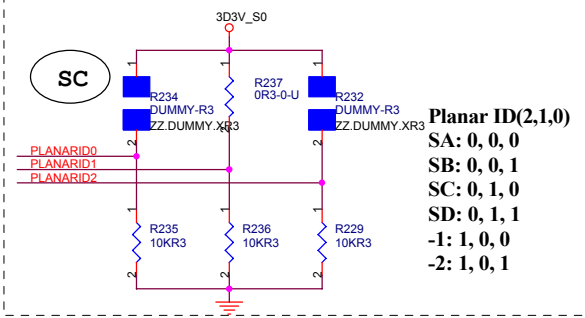 3D3V_S0
SC
1
1
1
R234
DUMMY-R3
ZZ.DUMMY.XR3
R237
0R3-0-U
R232
DUMMY-R3
ZZ.DUMMY.XR3
2
2
2
PLANARID0
PLANARID1
PLANARID2
1
1
1
R235
10KR3
R236
10KR3
R229
10KR3
2
2
2
Planar ID(2,1,0)
SA: 0, 0, 0
SB: 0, 0, 1
SC: 0, 1, 0
SD: 0, 1, 1
-1: 1, 0, 0
-2: 1, 0, 1